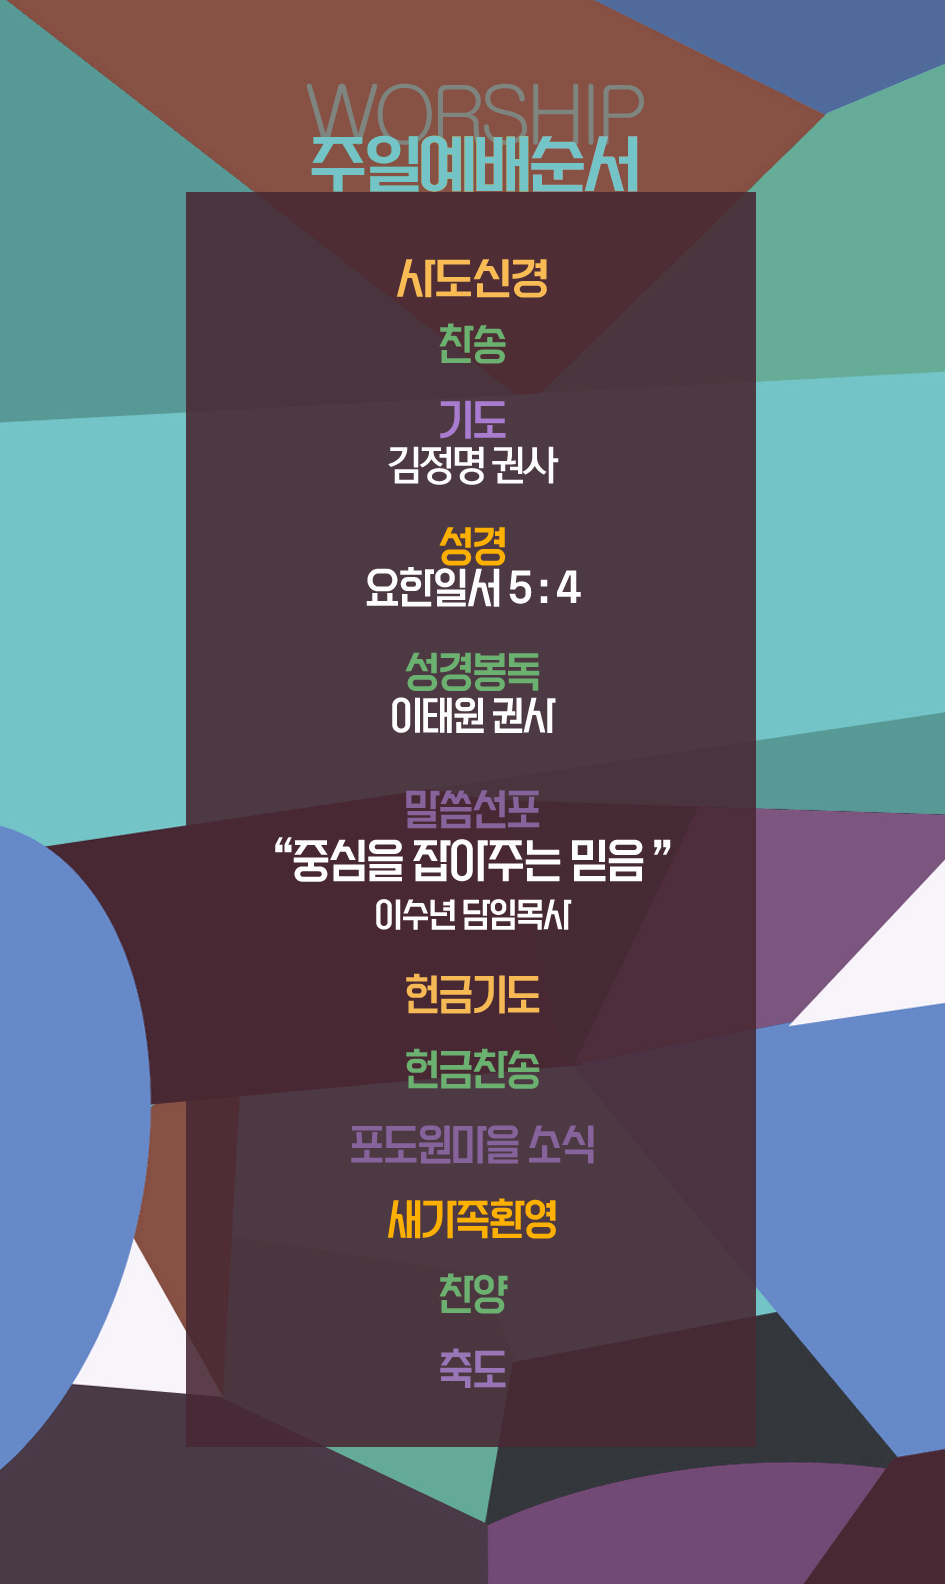 WORSHIP
주일예배순서
사도신경
찬송
기도
김정명 권사
성경
요한일서 5 : 4
성경봉독
이태원 권사
말씀선포
“중심을 잡아주는 믿음 ”
이수년 담임목사
헌금기도
헌금찬송
포도원마을 소식
새가족환영
찬양
축도